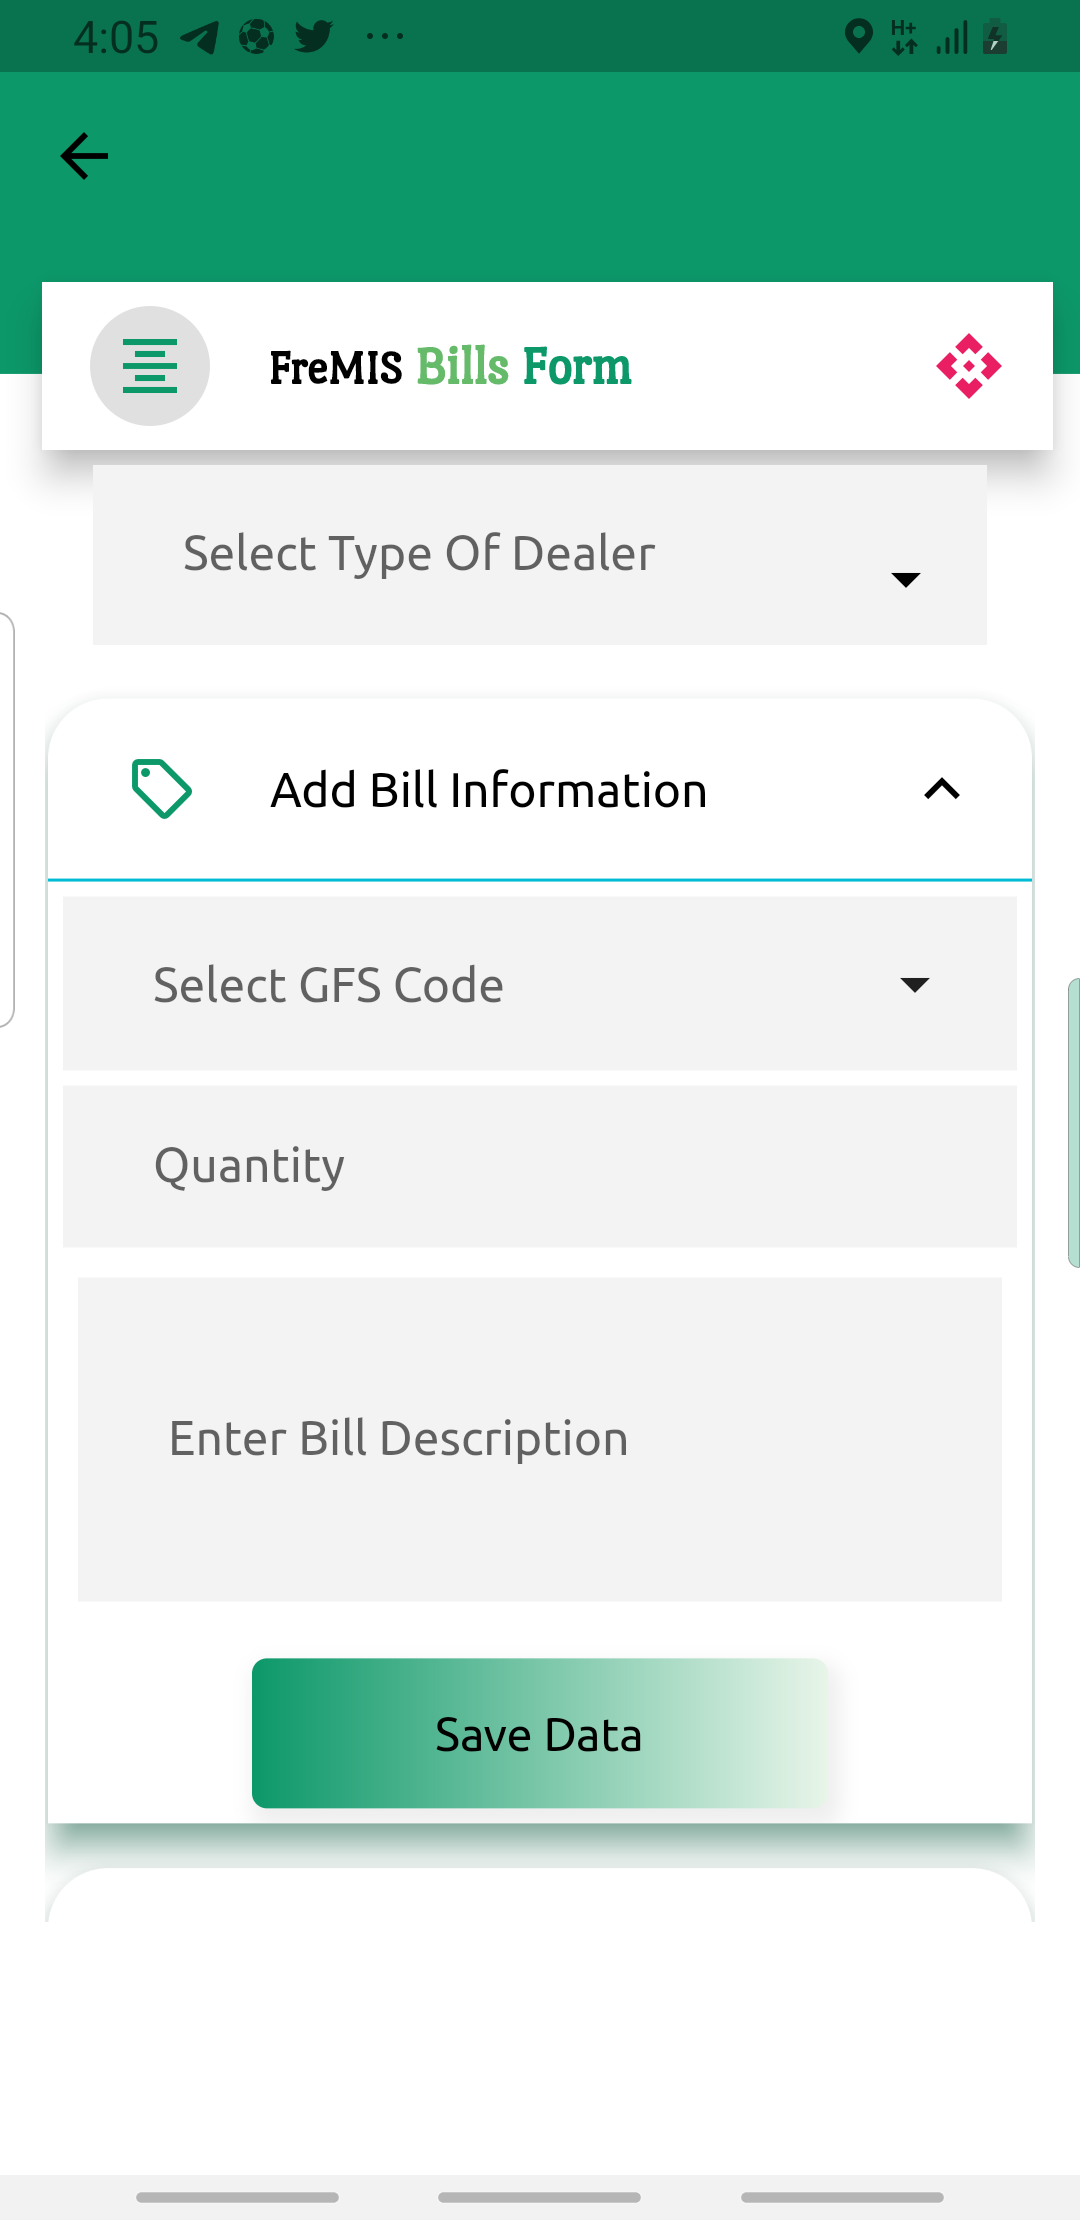 4:05 H+
FreMIS Bills Form
Select Type Of Dealer
Add Bill Information
Select GFS Code
Quantity
Enter Bill Description
Save Data